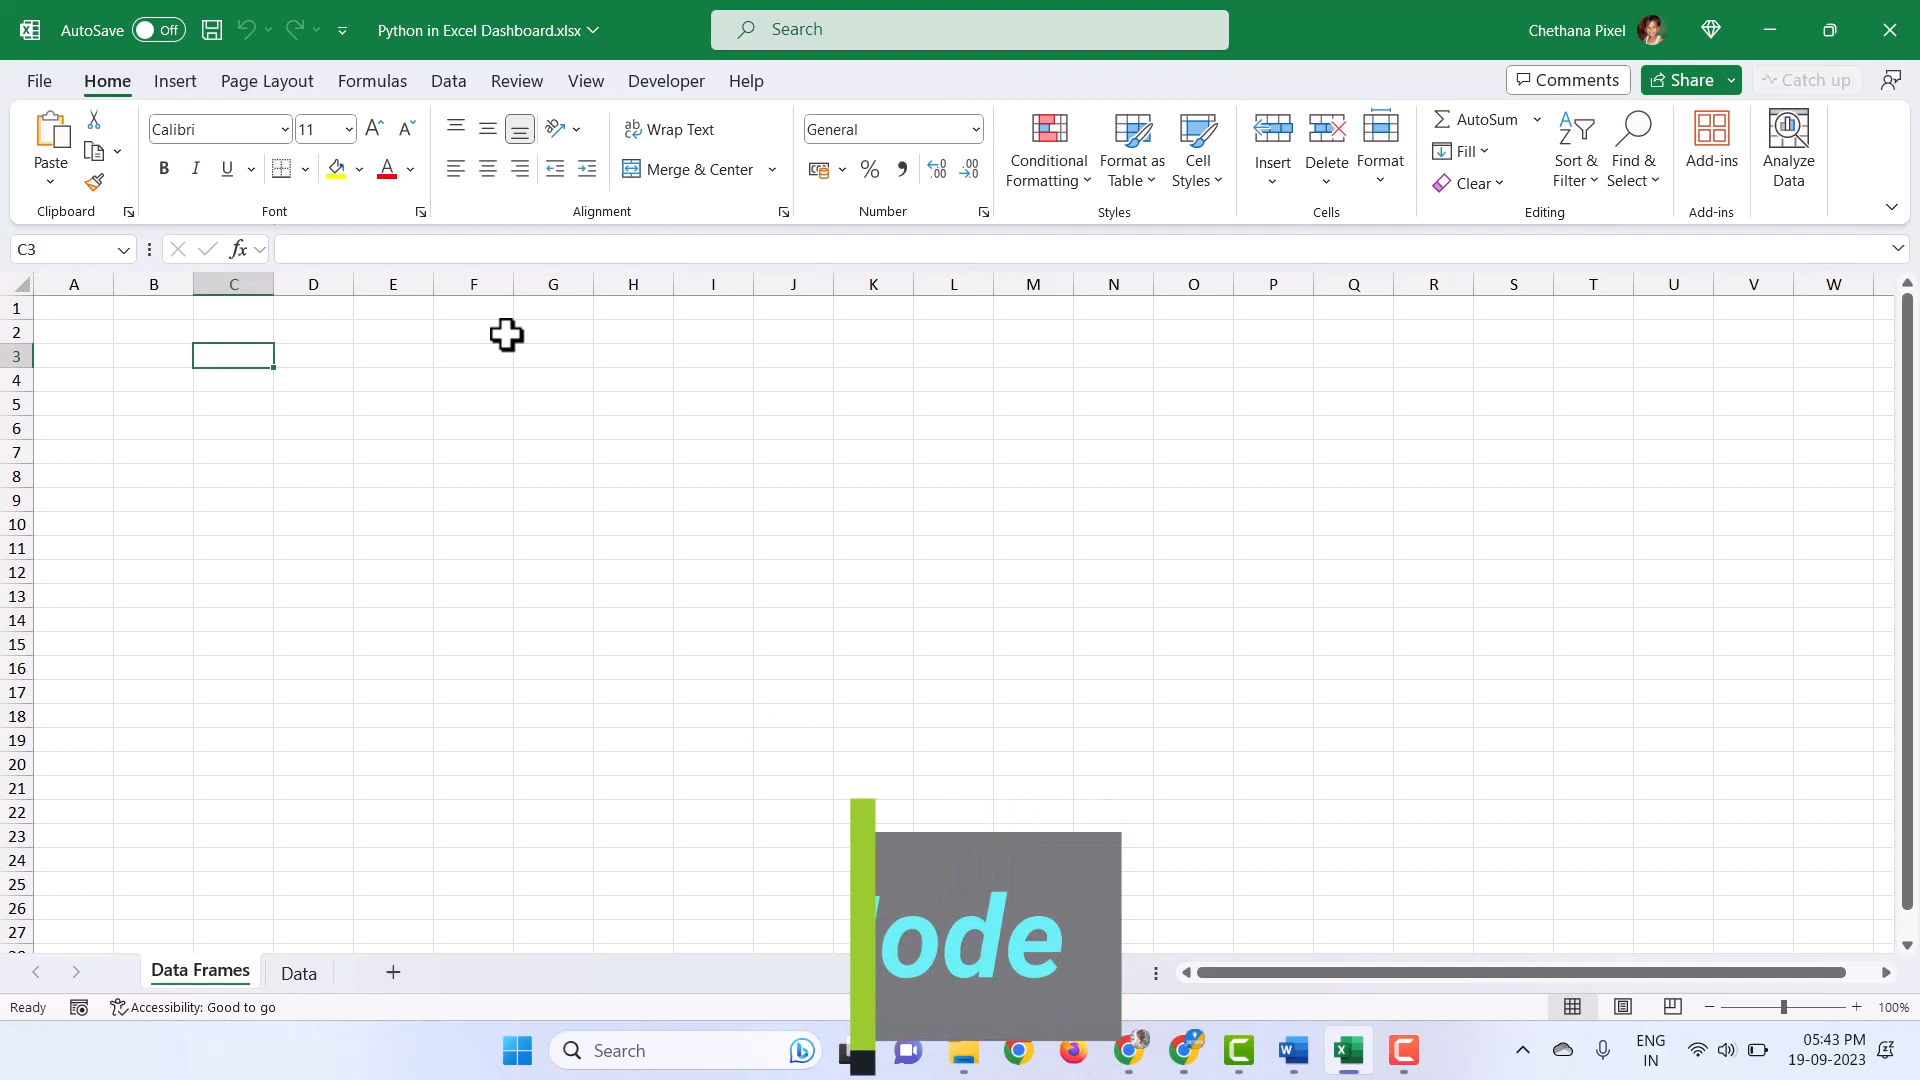 AutoSave Off Python in Excel Dashboard.xlsx Search Chethana Pixel
File Home Insert Page Layout Formulas Data Review View Developer Help Comments Share Catch up
Paste
Clipboard
Calibri 11
B I U A
Font
Wrap Text
Merge & Center
Alignment
General
Number
Conditional
Formatting
Format as
Table
Cell
Styles
Styles
Insert
Delete
Format
Cells
AutoSum
Fill
Clear
Sort &
Filter
Find &
Select
Editing
Add-ins
Add-ins
Analyze
Data
C3 fx
A B C D E F G H I J K L M N O P Q R S T U V W
1
2
3
4
5
6
7
8
9
10
11
12
13
14
15
16
17
18
19
20
21
22
23
24
25
26
27
ode
Data Frames Data
Ready Accessibility: Good to go 100%
Search
ENG
IN
05:43 PM
19-09-2023